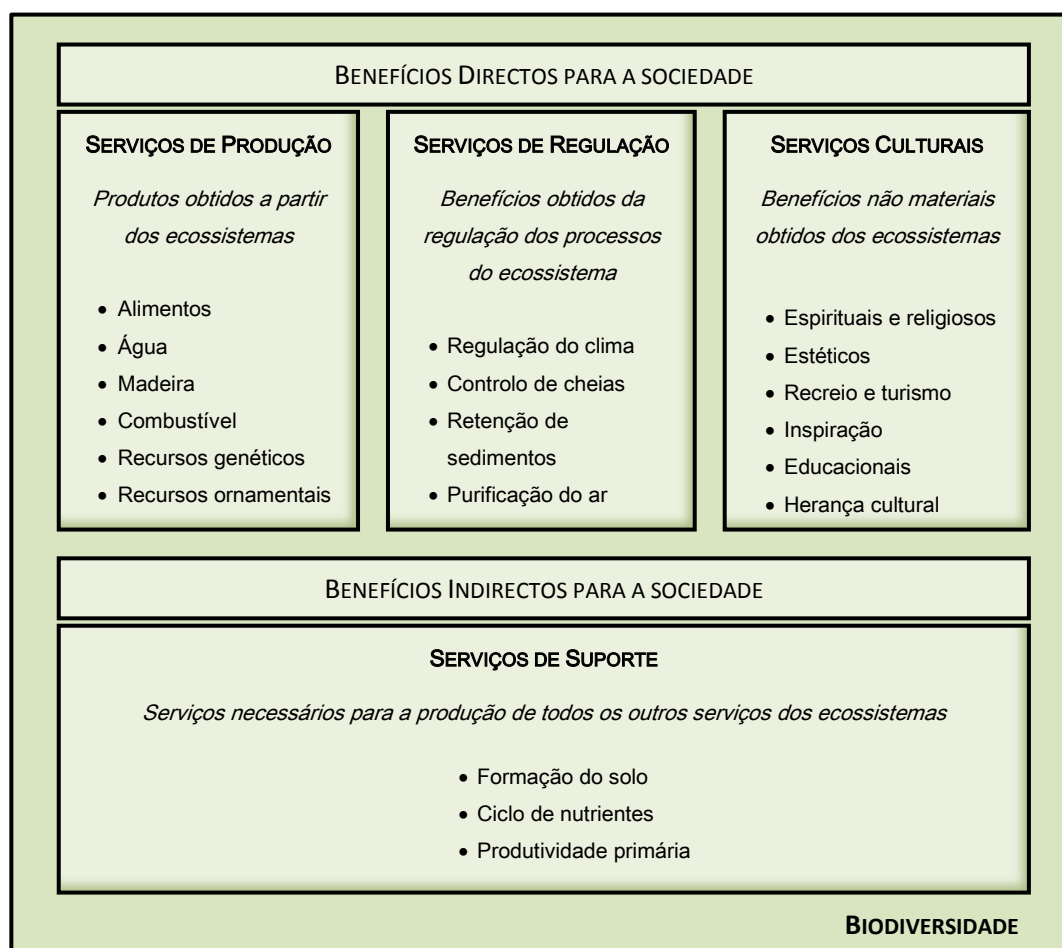 BENEFÍCIOS DIRECTOS PARA A SOCIEDADE
SERVIÇOS DE PRODUÇÃO
Produtos obtidos a partir
dos ecossistemas
• Alimentos
• Água
• Madeira
• Combustível
• Recursos genéticos
• Recursos ornamentais
SERVIÇOS DE REGULAÇÃO
Benefícios obtidos da
regulação dos processos
do ecossistema
• Regulação do clima
• Controlo de cheias
• Retenção de
sedimentos
• Purificação do ar
SERVIÇOS CULTURAIS
Benefícios não materiais
obtidos dos ecossistemas
• Espirituais e religiosos
• Estéticos
• Recreio e turismo
• Inspiração
• Educacionais
• Herança cultural
BENEFÍCIOS INDIRECTOS PARA A SOCIEDADE
SERVIÇOS DE SUPORTE
Serviços necessários para a produção de todos os outros serviços dos ecossistemas
• Formação do solo
• Ciclo de nutrientes
• Produtividade primária
BIODIVERSIDADE